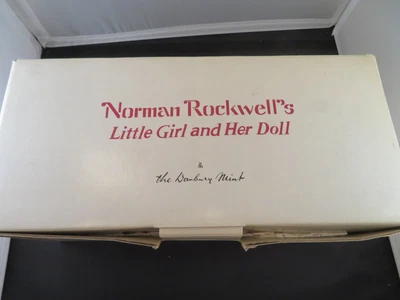 Norman Rockwell's
Little Girl and Her Doll
&
the Danbury Mint